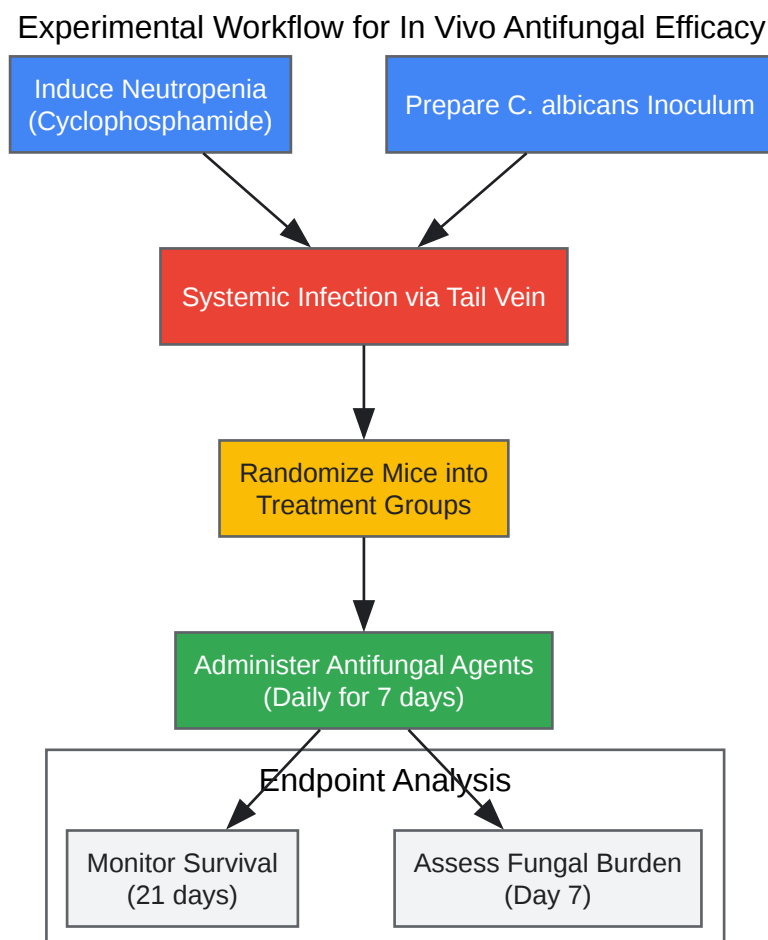 Experimental Workflow for In Vivo Antifungal Efficacy
Induce Neutropenia
(Cyclophosphamide)
Prepare C. albicans Inoculum
Systemic Infection via Tail Vein
Randomize Mice into
Treatment Groups
Administer Antifungal Agents
(Daily for 7 days)
Endpoint Analysis
Monitor Survival
(21 days)
Assess Fungal Burden
(Day 7)